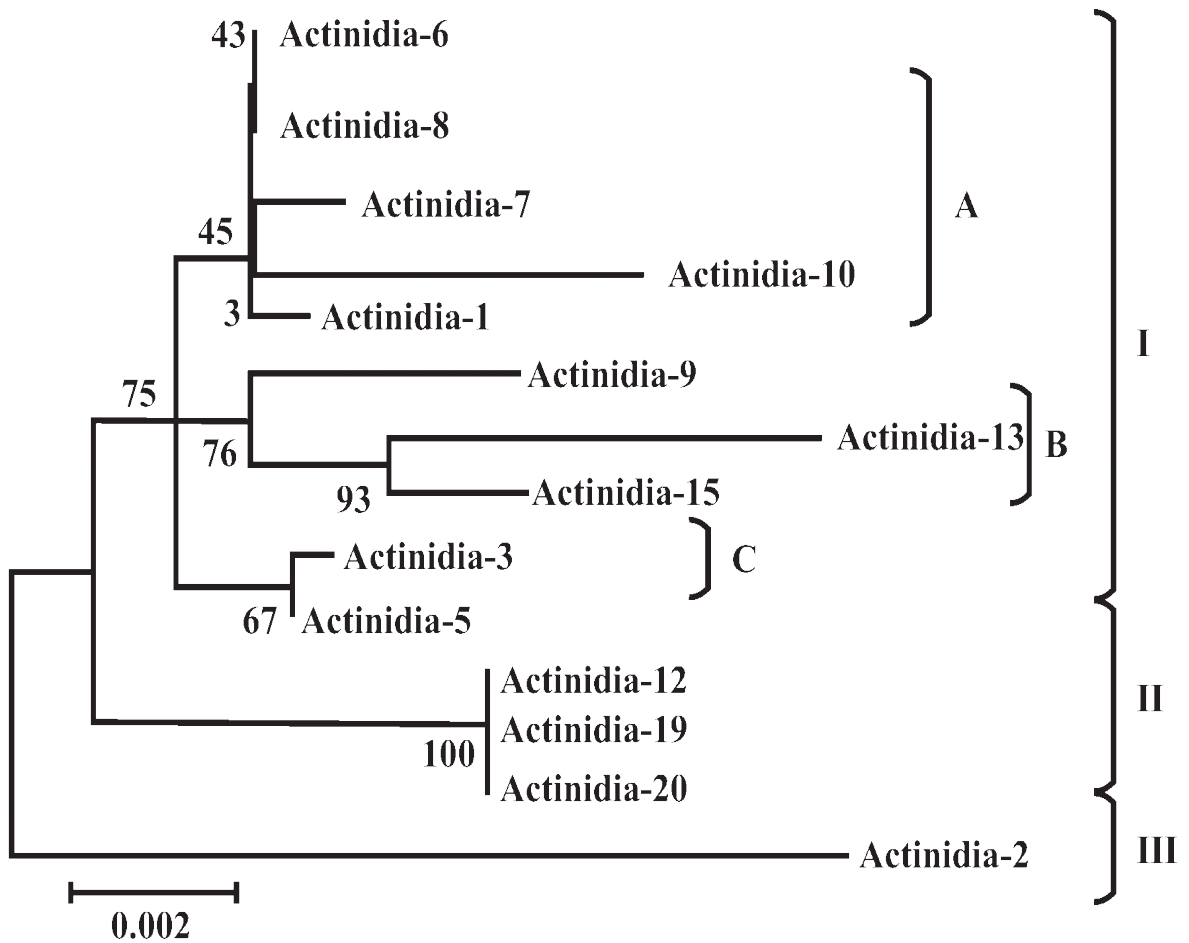 43 Actinidia-6
Actinidia-8
Actinidia-7
A
45
Actinidia-10
3 Actinidia-1
I
Actinidia-9
75
Actinidia-13 B
76
93 Actinidia-15
Actinidia-3 C
67 Actinidia-5
Actinidia-12
II
Actinidia-19
100
Actinidia-20
Actinidia-2 III
0.002